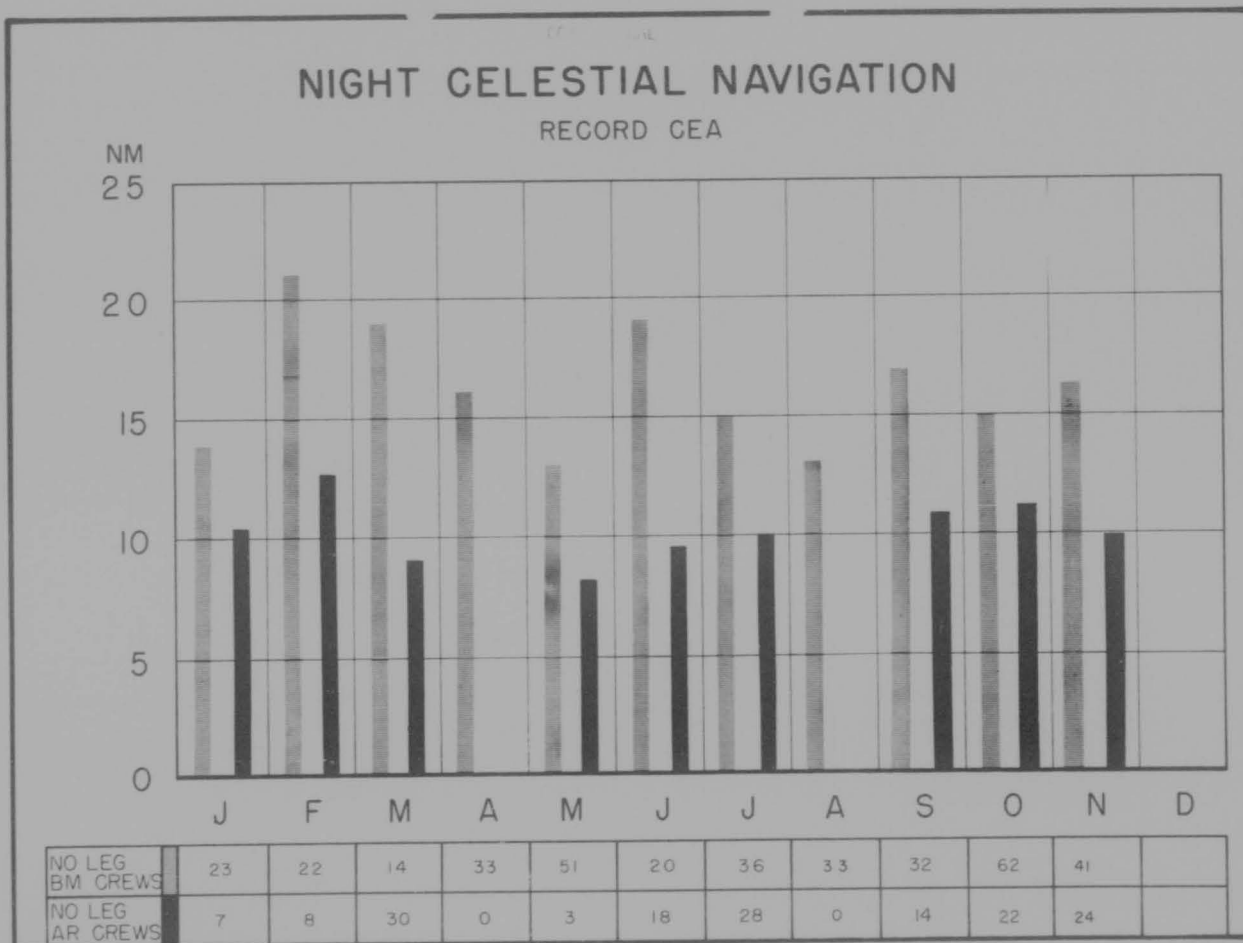 NIGHT CELESTIAL NAVIGATION
RECORD CEA
NM
25
20
15
10
5
0
J F M A M J J A S O N D
NO LEG BM CREWS 23 22 14 33 51 20 36 33 32 62 41
NO LEG AR CREWS 7 8 30 0 3 18 28 0 14 22 24